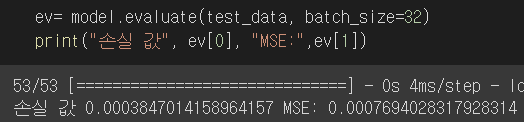 ev= model.evaluate(test_data, batch_size=32)
print("손실 값", ev[0], "MSE:",ev[1])
53/53 [==============================] - 0s 4ms/step - lo
손실 값 0.0003847014158964157 MSE: 0.0007694028317928314